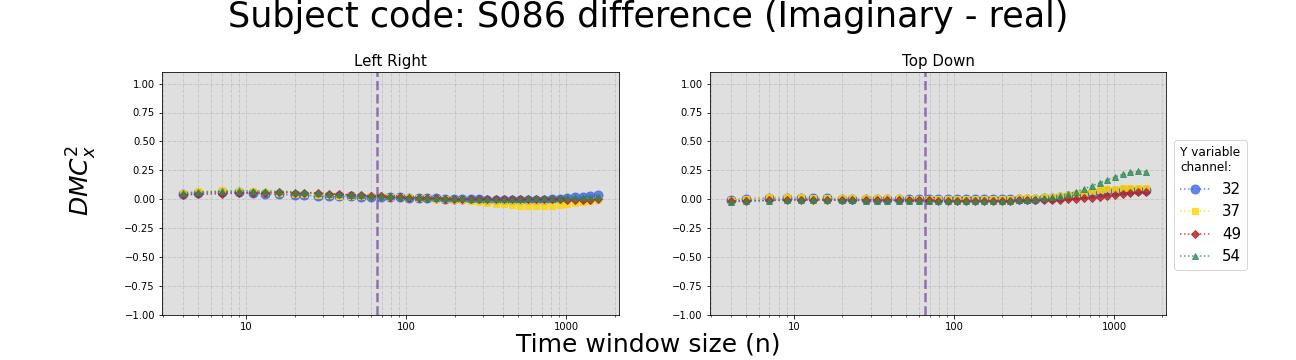 Subject code: S086 difference (Imaginary - real)
Left Right
Top Down
1.00
0.75
0.50
0.25
0.00
−0.25
−0.50
−0.75
−1.00
1.00
0.75
0.50
0.25
0.00
−0.25
−0.50
−0.75
−1.00
DMC²ₓ
10 100 1000
10 100 1000
Time window size (n)
Y variable
channel:
32
37
49
54